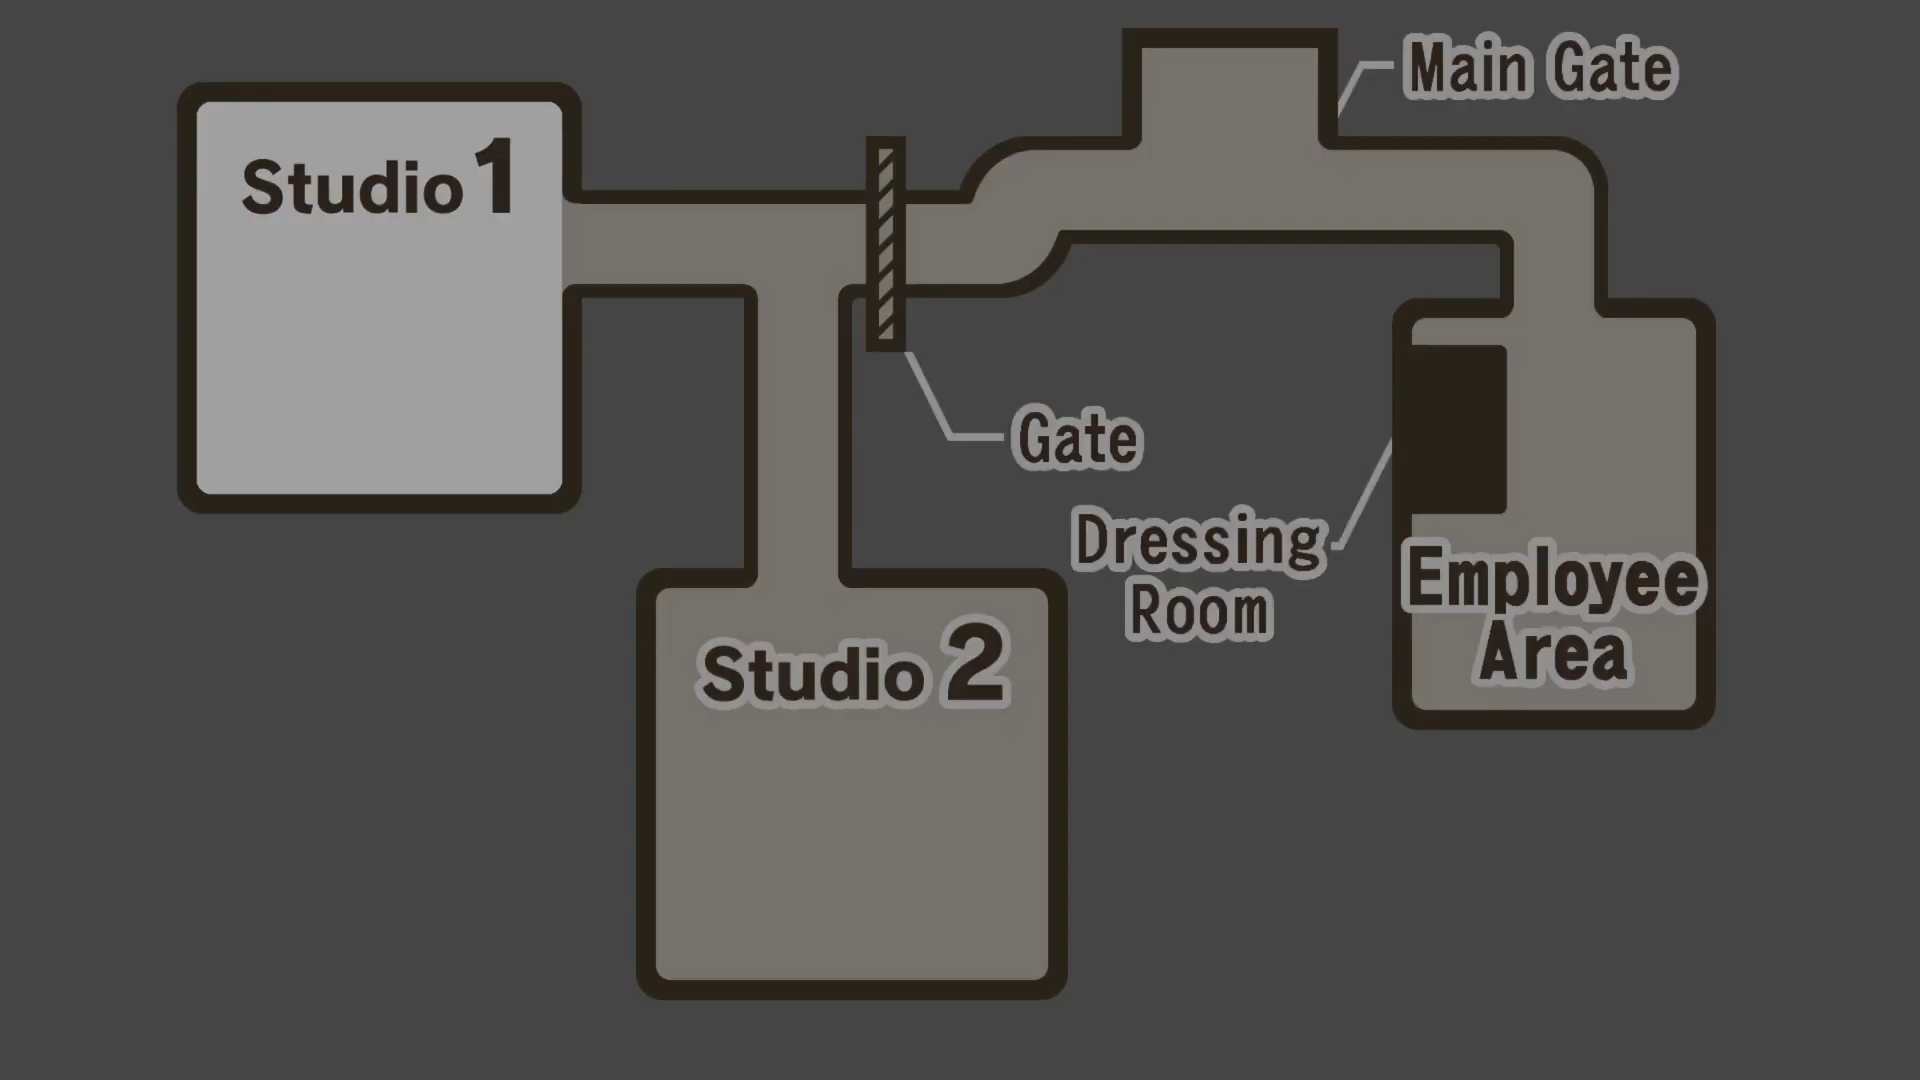 Main Gate
Studio 1
Gate
Dressing
Room
Employee
Area
Studio 2